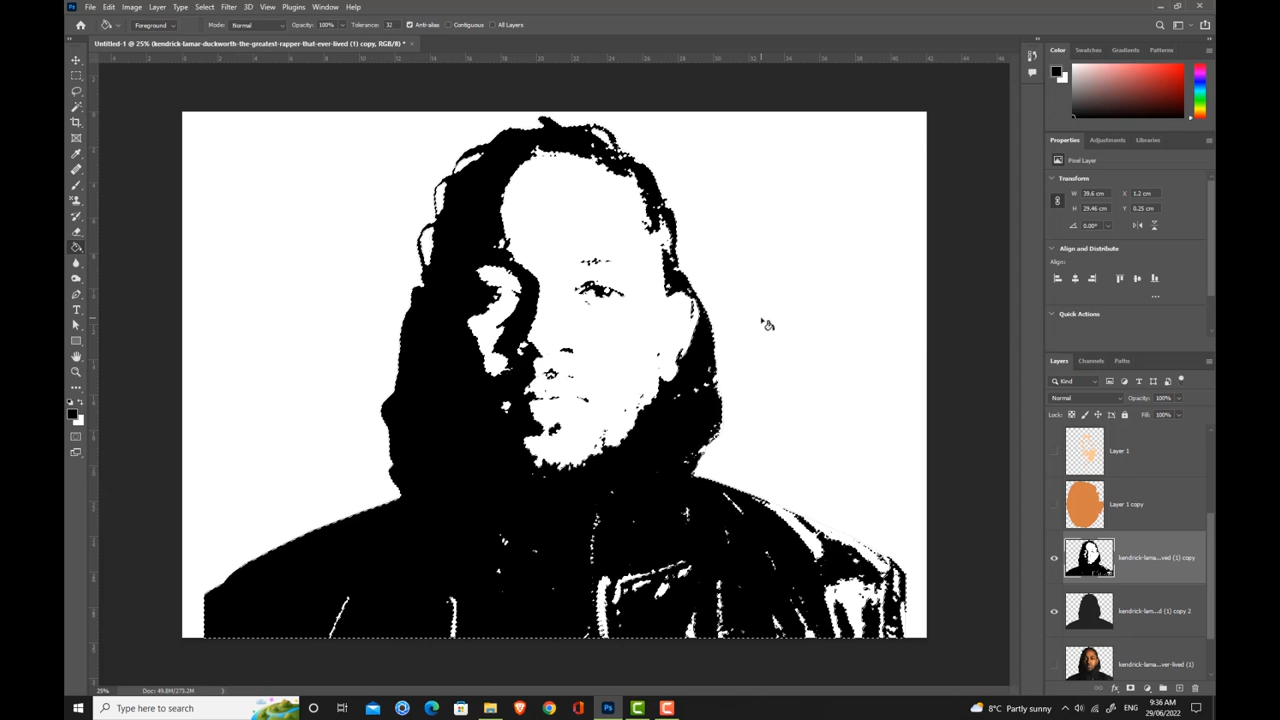 File Edit Image Layer Type Select Filter 3D View Plugins Window Help
Foreground Mode: Normal Opacity: 100% Tolerance: 32 Anti-alias Contiguous All Layers
Untitled-1 @ 25% (kendrick-lamar-duckworth-the-greatest-rapper-that-ever-lived (1) copy, RGB/8) *
Color Swatches Gradients Patterns
Properties Adjustments Libraries
Pixel Layer
Transform
W 39.6 cm X 1.2 cm
H 29.46 cm Y 0.25 cm
0.00°
Align and Distribute
Align:
Quick Actions
Layers Channels Paths
Kind
Normal Opacity: 100%
Lock: Fill: 100%
Layer 1
Layer 1 copy
kendrick-lama...ved (1) copy
kendrick-lam...d (1) copy 2
kendrick-lama...ver-lived (1)
25% Doc: 49.8M/273.2M
Type here to search
8°C Partly sunny
9:36 AM
29/06/2022